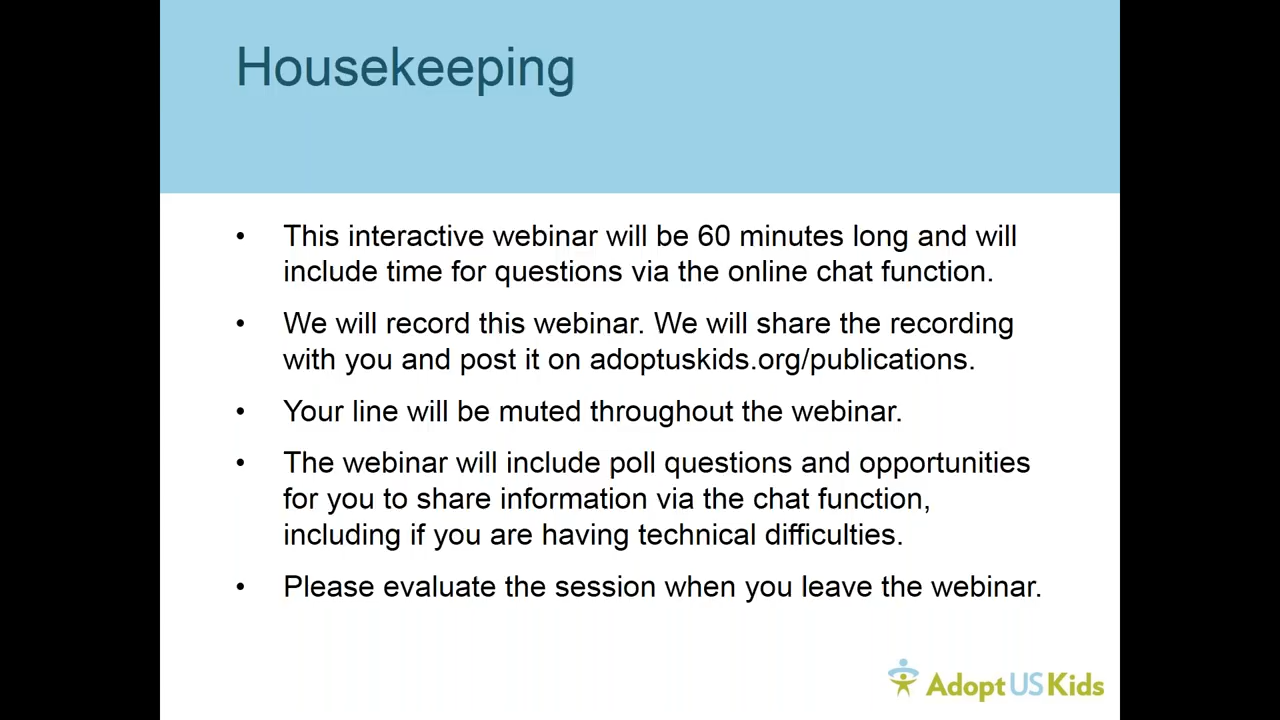 Housekeeping
• This interactive webinar will be 60 minutes long and will
include time for questions via the online chat function.
• We will record this webinar. We will share the recording
with you and post it on adoptuskids.org/publications.
• Your line will be muted throughout the webinar.
• The webinar will include poll questions and opportunities
for you to share information via the chat function,
including if you are having technical difficulties.
• Please evaluate the session when you leave the webinar.
AdoptUSKids